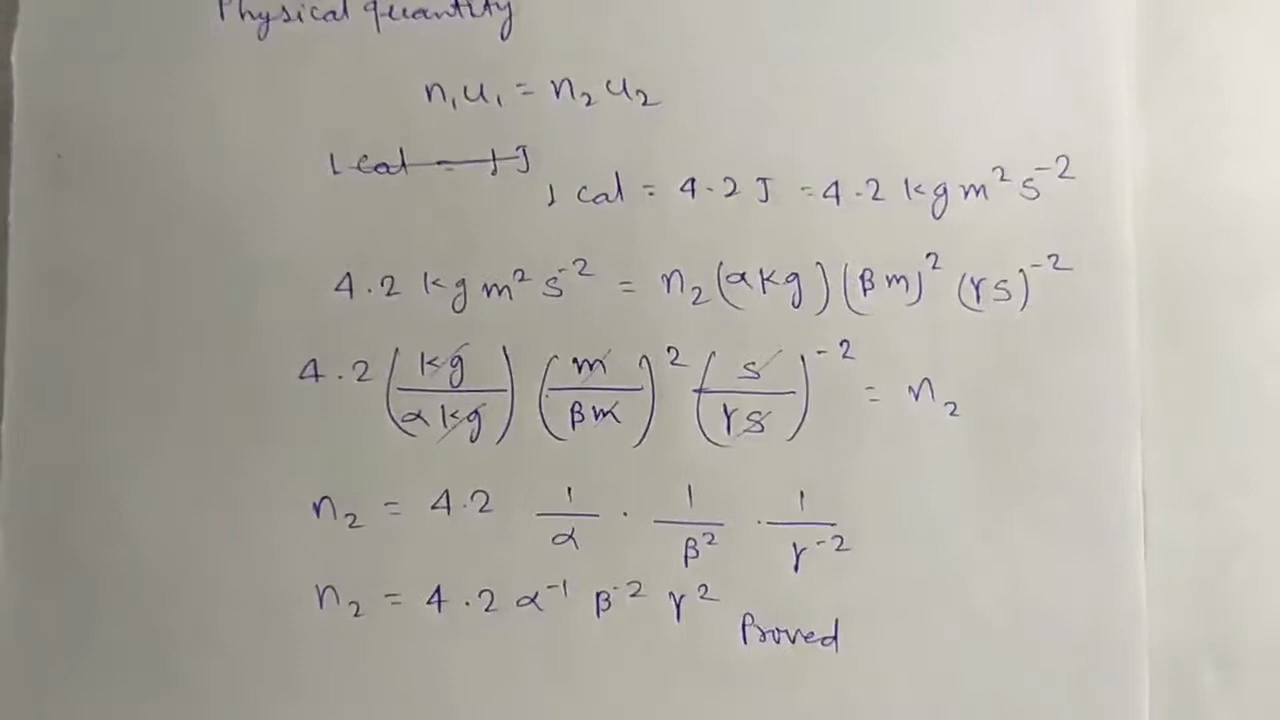 Physical quantity
n₁u₁ = n₂u₂
1 cal = 1 J
1 cal = 4.2 J = 4.2 kg m² s⁻²
4.2 kg m² s⁻² = n₂ (α kg) (β m)² (γ s)⁻²
4.2 (kg / α kg) (m / β m)² (s / γ s)⁻² = n₂
n₂ = 4.2 1/α · 1/β² · 1/γ⁻²
n₂ = 4.2 α⁻¹ β⁻² γ²
Proved